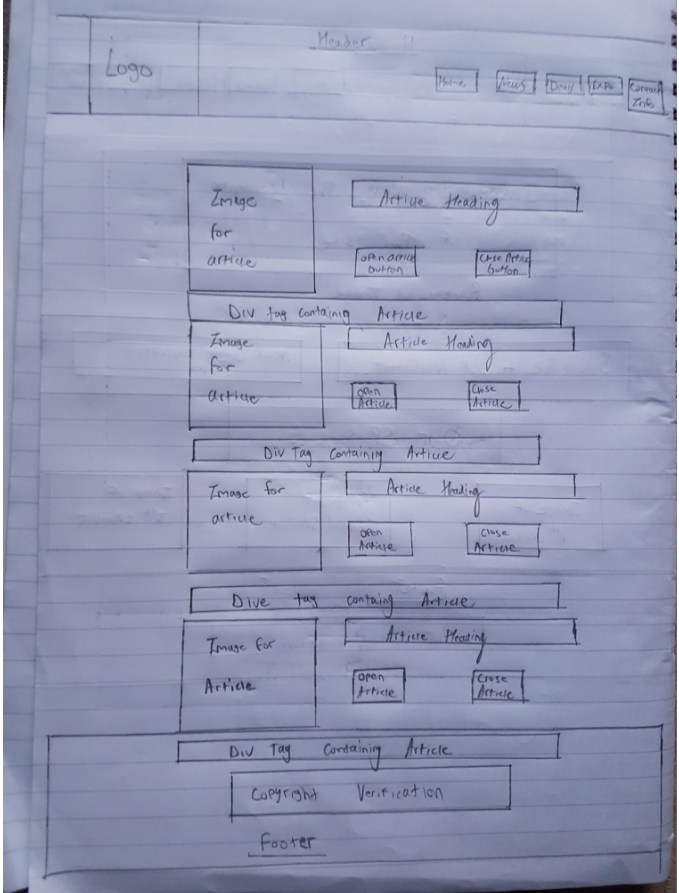 Header
Logo
Home News Expo Contact
Info
Image
for
article
Article Heading
open article
button
Close Article
button
Div tag containig Article
Image
for
article
Article Heading
open
Article
Close
Article
Div Tag Containing Article
Image for
article
Article Heading
open
Article
Close
Article
Dive tag containg Article
Image for
Article
Article Heading
open
Article
Close
Article
Div Tag Containing Article
Copyright Verification
Footer